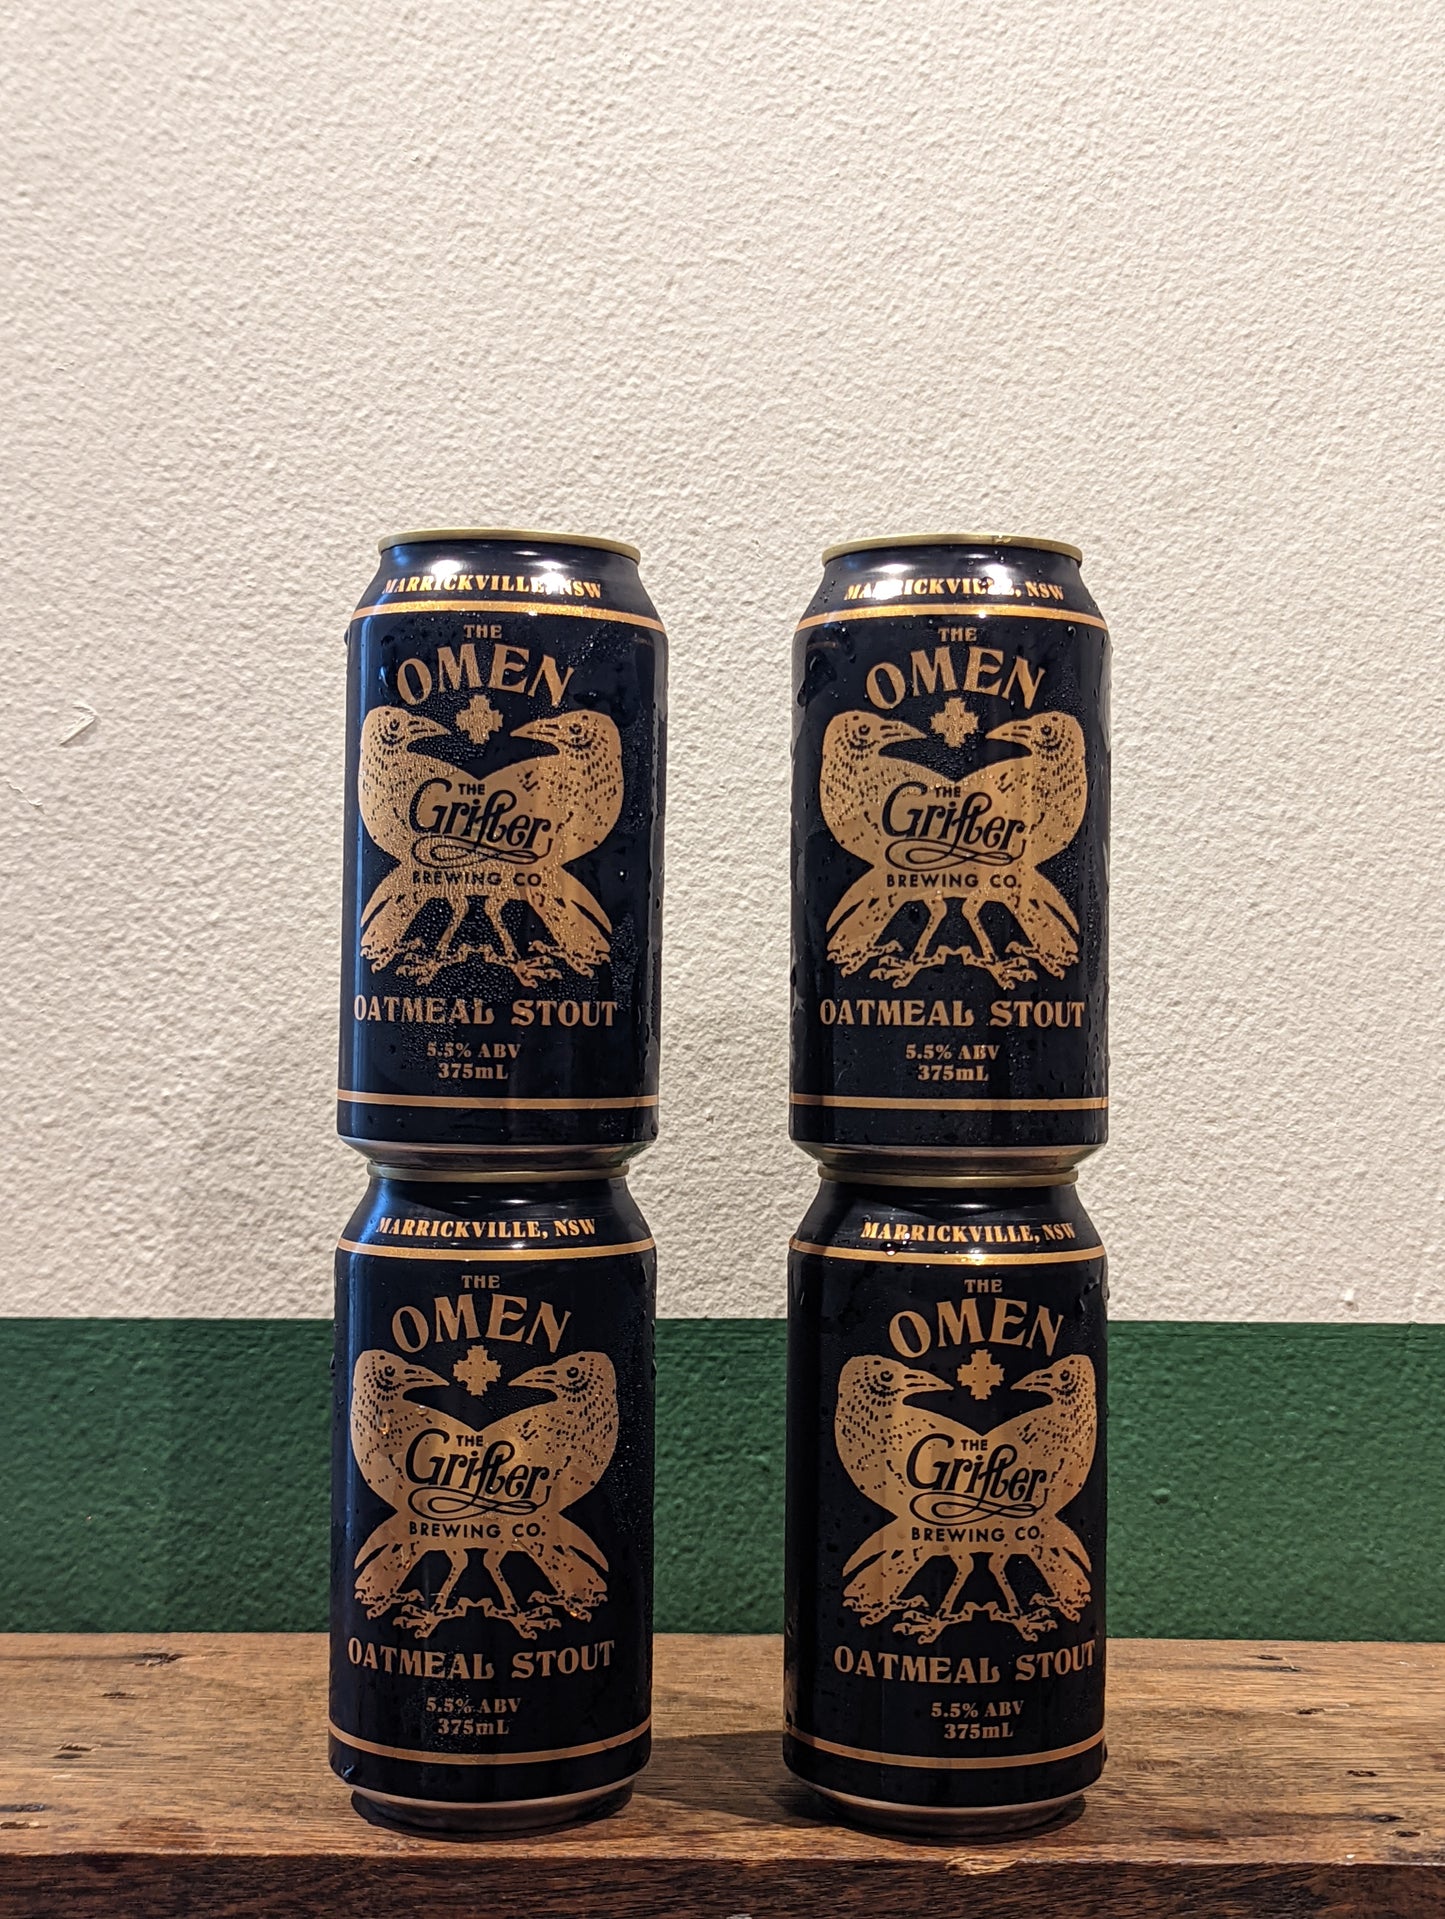 MARRICKVILLE, NSW
THE
OMEN
THE
Grifter
BREWING CO.
OATMEAL STOUT
5.5% ABV
375mL
MARRICKVILLE, NSW
THE
OMEN
THE
Grifter
BREWING CO.
OATMEAL STOUT
5.5% ABV
375mL
MARRICKVILLE, NSW
THE
OMEN
THE
Grifter
BREWING CO.
OATMEAL STOUT
5.5% ABV
375mL
MARRICKVILLE, NSW
THE
OMEN
THE
Grifter
BREWING CO.
OATMEAL STOUT
5.5% ABV
375mL